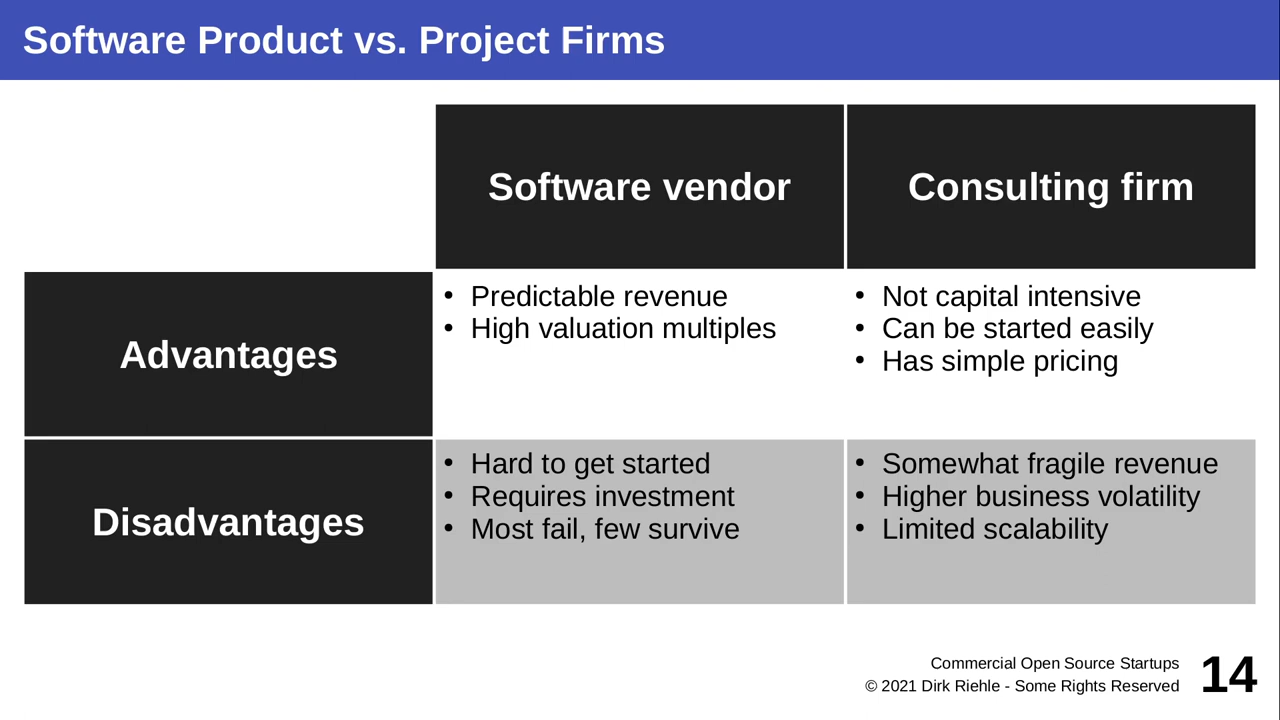 Software Product vs. Project Firms
Software vendor
Consulting firm
Advantages
• Predictable revenue
• High valuation multiples
• Not capital intensive
• Can be started easily
• Has simple pricing
Disadvantages
• Hard to get started
• Requires investment
• Most fail, few survive
• Somewhat fragile revenue
• Higher business volatility
• Limited scalability
Commercial Open Source Startups
© 2021 Dirk Riehle - Some Rights Reserved
14